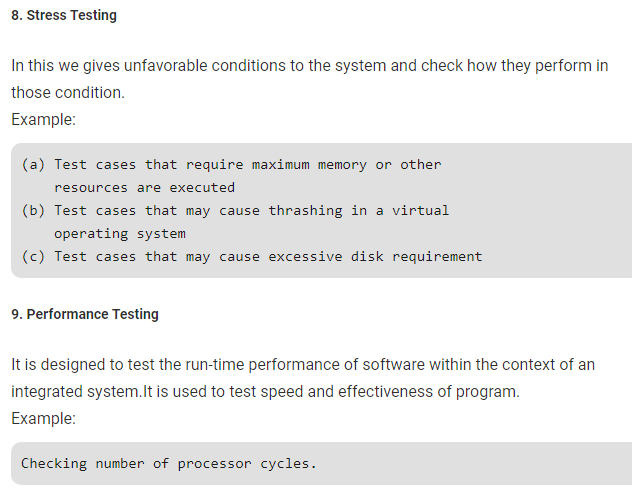 8. Stress Testing
In this we gives unfavorable conditions to the system and check how they perform in
those condition.
Example:
(a) Test cases that require maximum memory or other
resources are executed
(b) Test cases that may cause thrashing in a virtual
operating system
(c) Test cases that may cause excessive disk requirement
9. Performance Testing
It is designed to test the run-time performance of software within the context of an
integrated system.It is used to test speed and effectiveness of program.
Example:
Checking number of processor cycles.